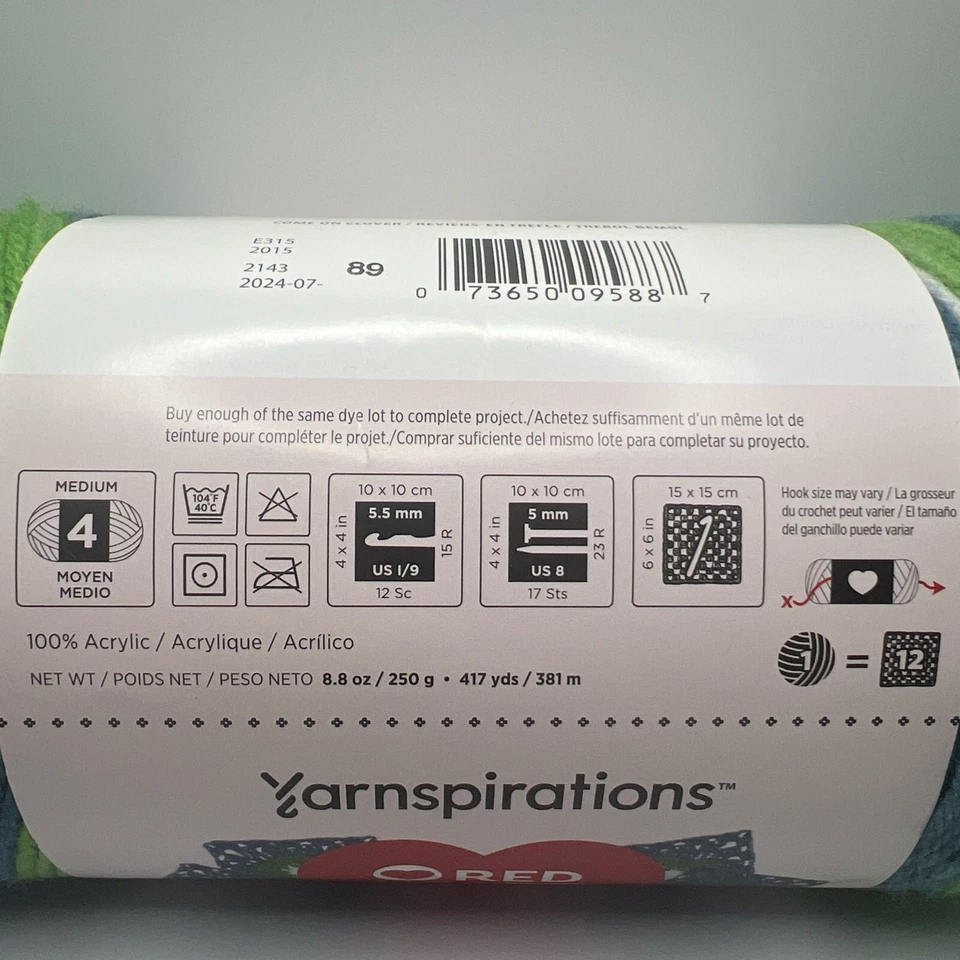 COME ON CLOVER / REVIENS-EN TRÈFLE / TRÉBOL BEMOL
E315
2015
2143
2024-07-
89
0 73650 09588 7
Buy enough of the same dye lot to complete project./Achetez suffisamment d'un même lot de
teinture pour compléter le projet./Comprar suficiente del mismo lote para completar su proyecto.
MEDIUM
4
MOYEN
MEDIO
104°F
40°C
10 x 10 cm
4 x 4 in
5.5 mm
US I/9
15 R
12 Sc
10 x 10 cm
4 x 4 in
5 mm
US 8
23 R
17 Sts
15 x 15 cm
6 x 6 in
Hook size may vary / La grosseur
du crochet peut varier / El tamaño
del ganchillo puede variar
X
1 = 12
100% Acrylic / Acrylique / Acrílico
NET WT / POIDS NET / PESO NETO 8.8 oz / 250 g • 417 yds / 381 m
Yarnspirations™
RED